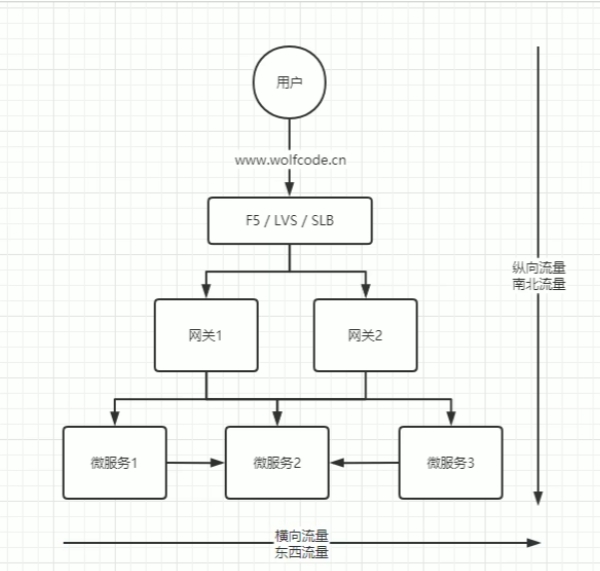 用户
www.wolfcode.cn
F5 / LVS / SLB
纵向流量
南北流量
网关1
网关2
微服务1
微服务2
微服务3
横向流量
东西流量